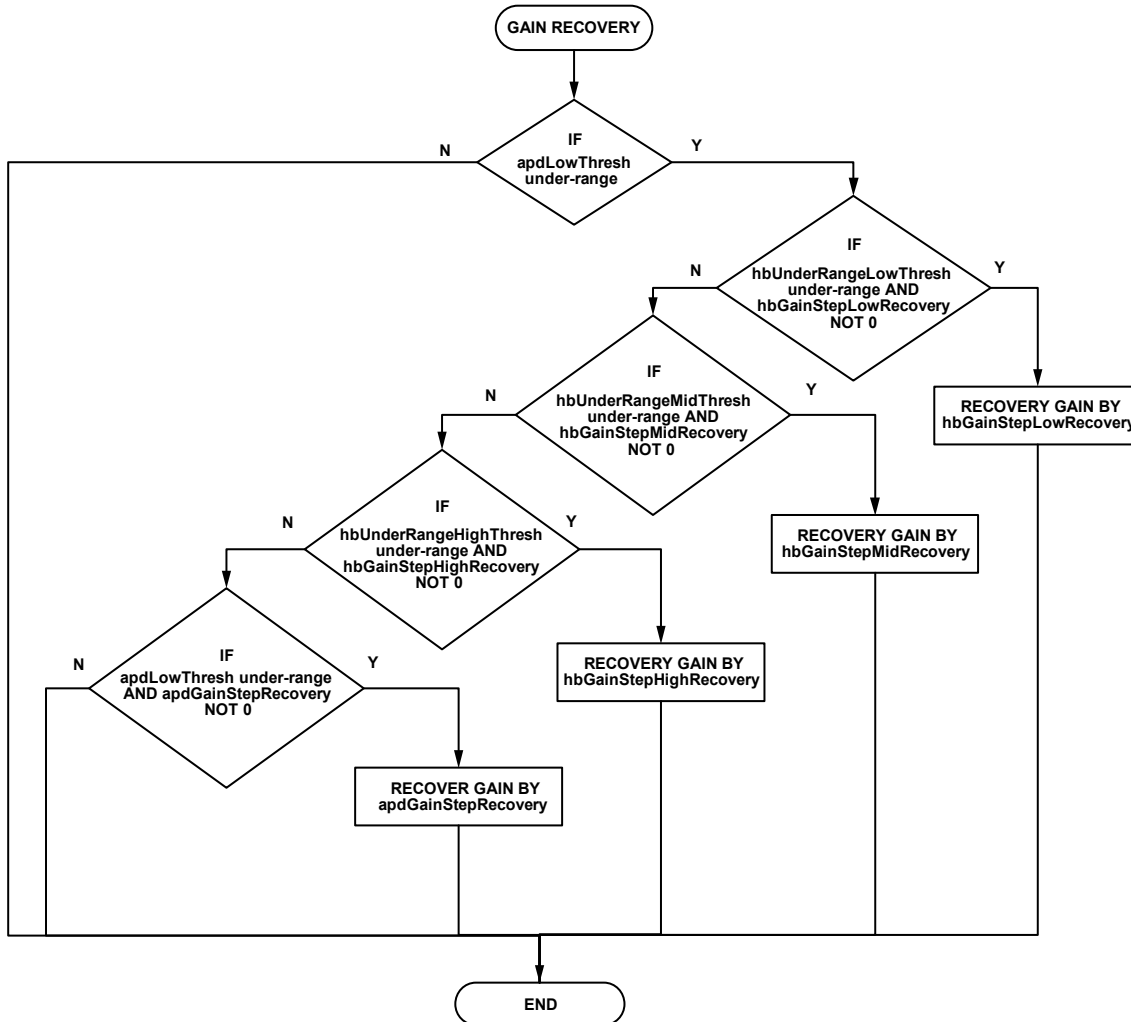 GAIN RECOVERY
IF
apdLowThresh
under-range
N
Y
IF
hbUnderRangeLowThresh
under-range AND
hbGainStepLowRecovery
NOT 0
N
Y
IF
hbUnderRangeMidThresh
under-range AND
hbGainStepMidRecovery
NOT 0
N
Y
RECOVERY GAIN BY
hbGainStepLowRecovery
IF
hbUnderRangeHighThresh
under-range AND
hbGainStepHighRecovery
NOT 0
N
Y
RECOVERY GAIN BY
hbGainStepMidRecovery
IF
apdLowThresh under-range
AND apdGainStepRecovery
NOT 0
N
Y
RECOVERY GAIN BY
hbGainStepHighRecovery
RECOVER GAIN BY
apdGainStepRecovery
END